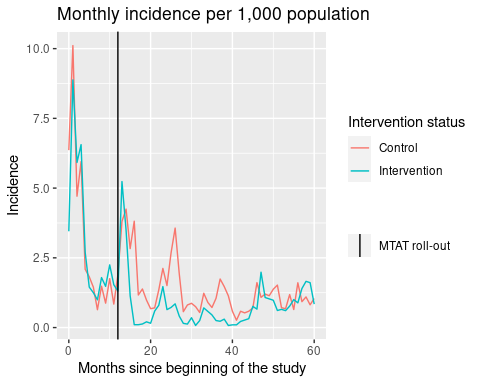 Monthly incidence per 1,000 population
10.0
7.5
5.0
2.5
0.0
Incidence
0 20 40 60
Months since beginning of the study
Intervention status
Control
Intervention
MTAT roll-out